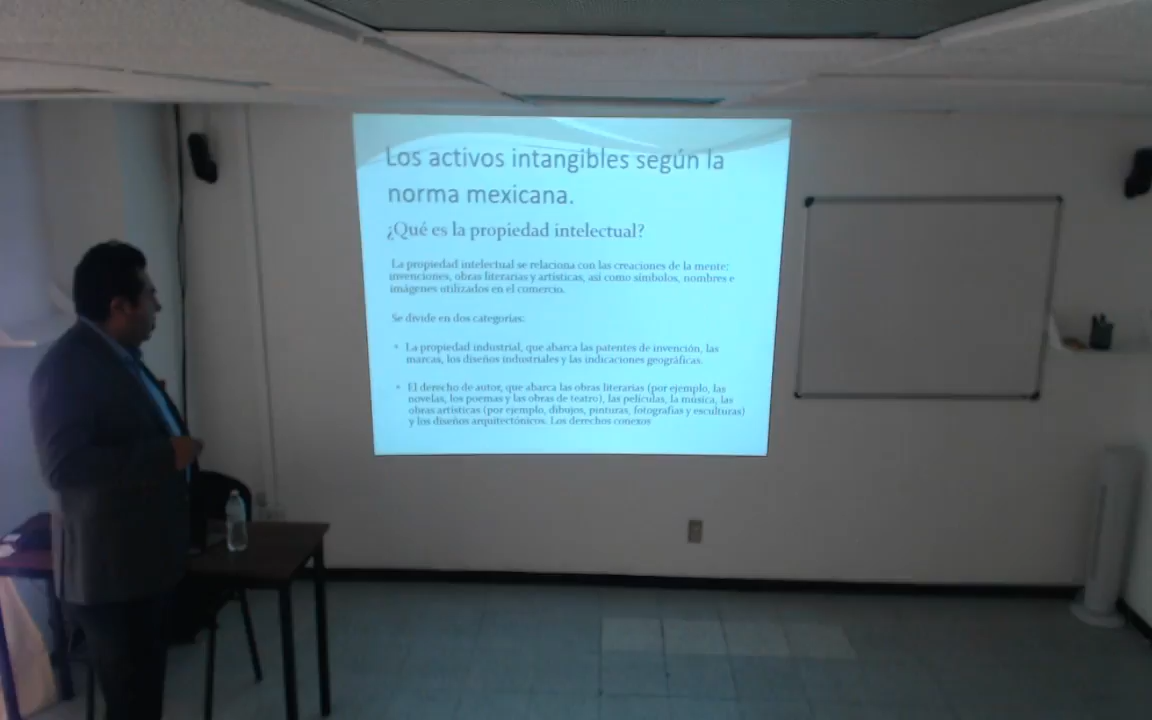 Los activos intangibles según la
norma mexicana.
¿Qué es la propiedad intelectual?
La propiedad intelectual se relaciona con las creaciones de la mente:
invenciones, obras literarias y artísticas, así como símbolos, nombres e
imágenes utilizados en el comercio.
Se divide en dos categorías:
• La propiedad industrial, que abarca las patentes de invención, las
marcas, los diseños industriales y las indicaciones geográficas.
• El derecho de autor, que abarca las obras literarias (por ejemplo, las
novelas, los poemas y las obras de teatro), las películas, la música, las
obras artísticas (por ejemplo, dibujos, pinturas, fotografías y esculturas)
y los diseños arquitectónicos. Los derechos conexos